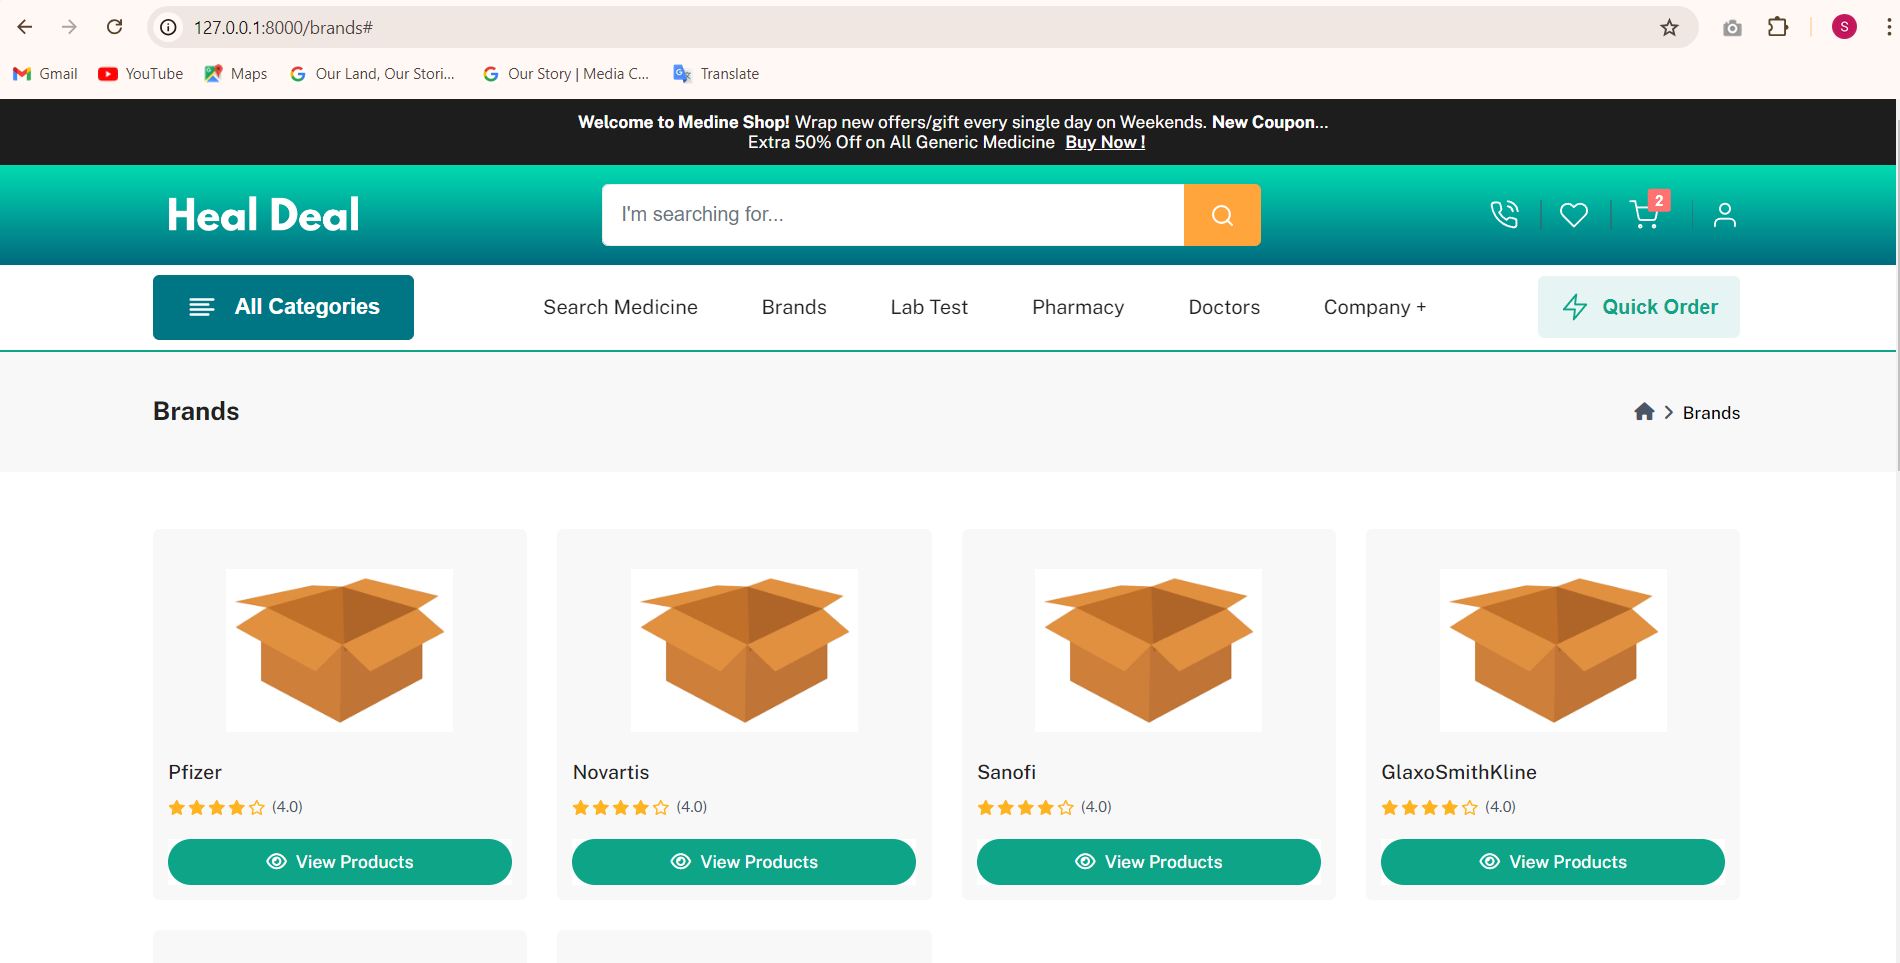 127.0.0.1:8000/brands#
S
Gmail
YouTube
Maps
Our Land, Our Stori...
Our Story | Media C...
Translate
Welcome to Medine Shop! Wrap new offers/gift every single day on Weekends. New Coupon...
Extra 50% Off on All Generic Medicine Buy Now !
Heal Deal
I'm searching for...
2
All Categories
Search Medicine
Brands
Lab Test
Pharmacy
Doctors
Company +
Quick Order
Brands
Brands
Pfizer
(4.0)
View Products
Novartis
(4.0)
View Products
Sanofi
(4.0)
View Products
GlaxoSmithKline
(4.0)
View Products